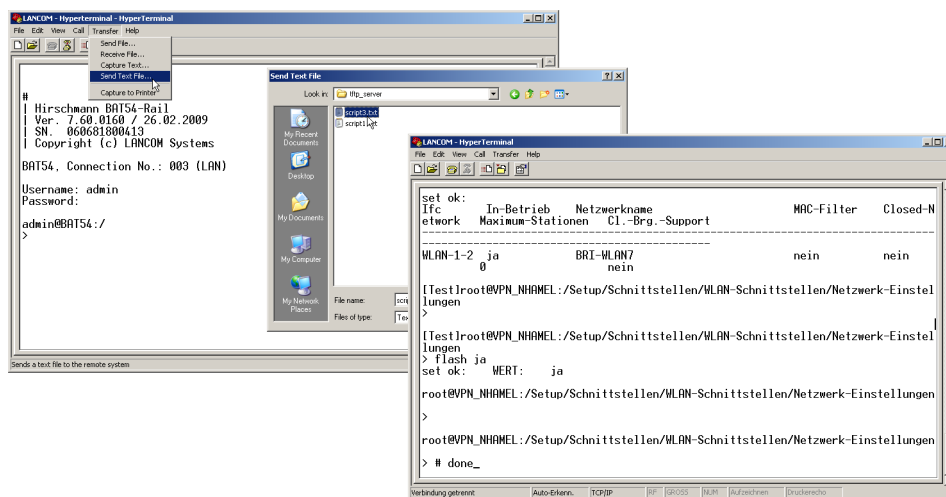 LANCOM - Hyperterminal - HyperTerminal
File Edit View Call Transfer Help
Send File...
Receive File...
Capture Text...
Send Text File...
Capture to Printer
#
| Hirschmann BAT54-Rail
| Ver. 7.60.0160 / 26.02.2009
| SN. 060681800413
| Copyright (c) LANCOM Systems
BAT54, Connection No.: 003 (LAN)
Username: admin
Password:
admin@BAT54:/
>
Sends a text file to the remote system
Send Text File
Look in: tftp_server
My Recent Documents
Desktop
My Documents
My Computer
My Network Places
script3.txt
File name:
Files of type:
LANCOM - HyperTerminal
File Edit View Call Transfer Help
set ok:
Ifc In-Betrieb Netzwerkname MAC-Filter Closed-N
etwork Maximum-Stationen Cl.-Brg.-Support
--------------------------------------------------
WLAN-1-2 ja BRI-WLAN7 nein nein
0 nein
[Test]root@VPN_NHAMEL:/Setup/Schnittstellen/WLAN-Schnittstellen/Netzwerk-Einstel
lungen
>
[Test]root@VPN_NHAMEL:/Setup/Schnittstellen/WLAN-Schnittstellen/Netzwerk-Einstel
lungen
> flash ja
set ok: WERT: ja
root@VPN_NHAMEL:/Setup/Schnittstellen/WLAN-Schnittstellen/Netzwerk-Einstellungen
>
root@VPN_NHAMEL:/Setup/Schnittstellen/WLAN-Schnittstellen/Netzwerk-Einstellungen
> # done_
Verbindung getrennt Auto-Erkenn. TCP/IP RF GROSS NUM Aufzeichnen Druckerecho